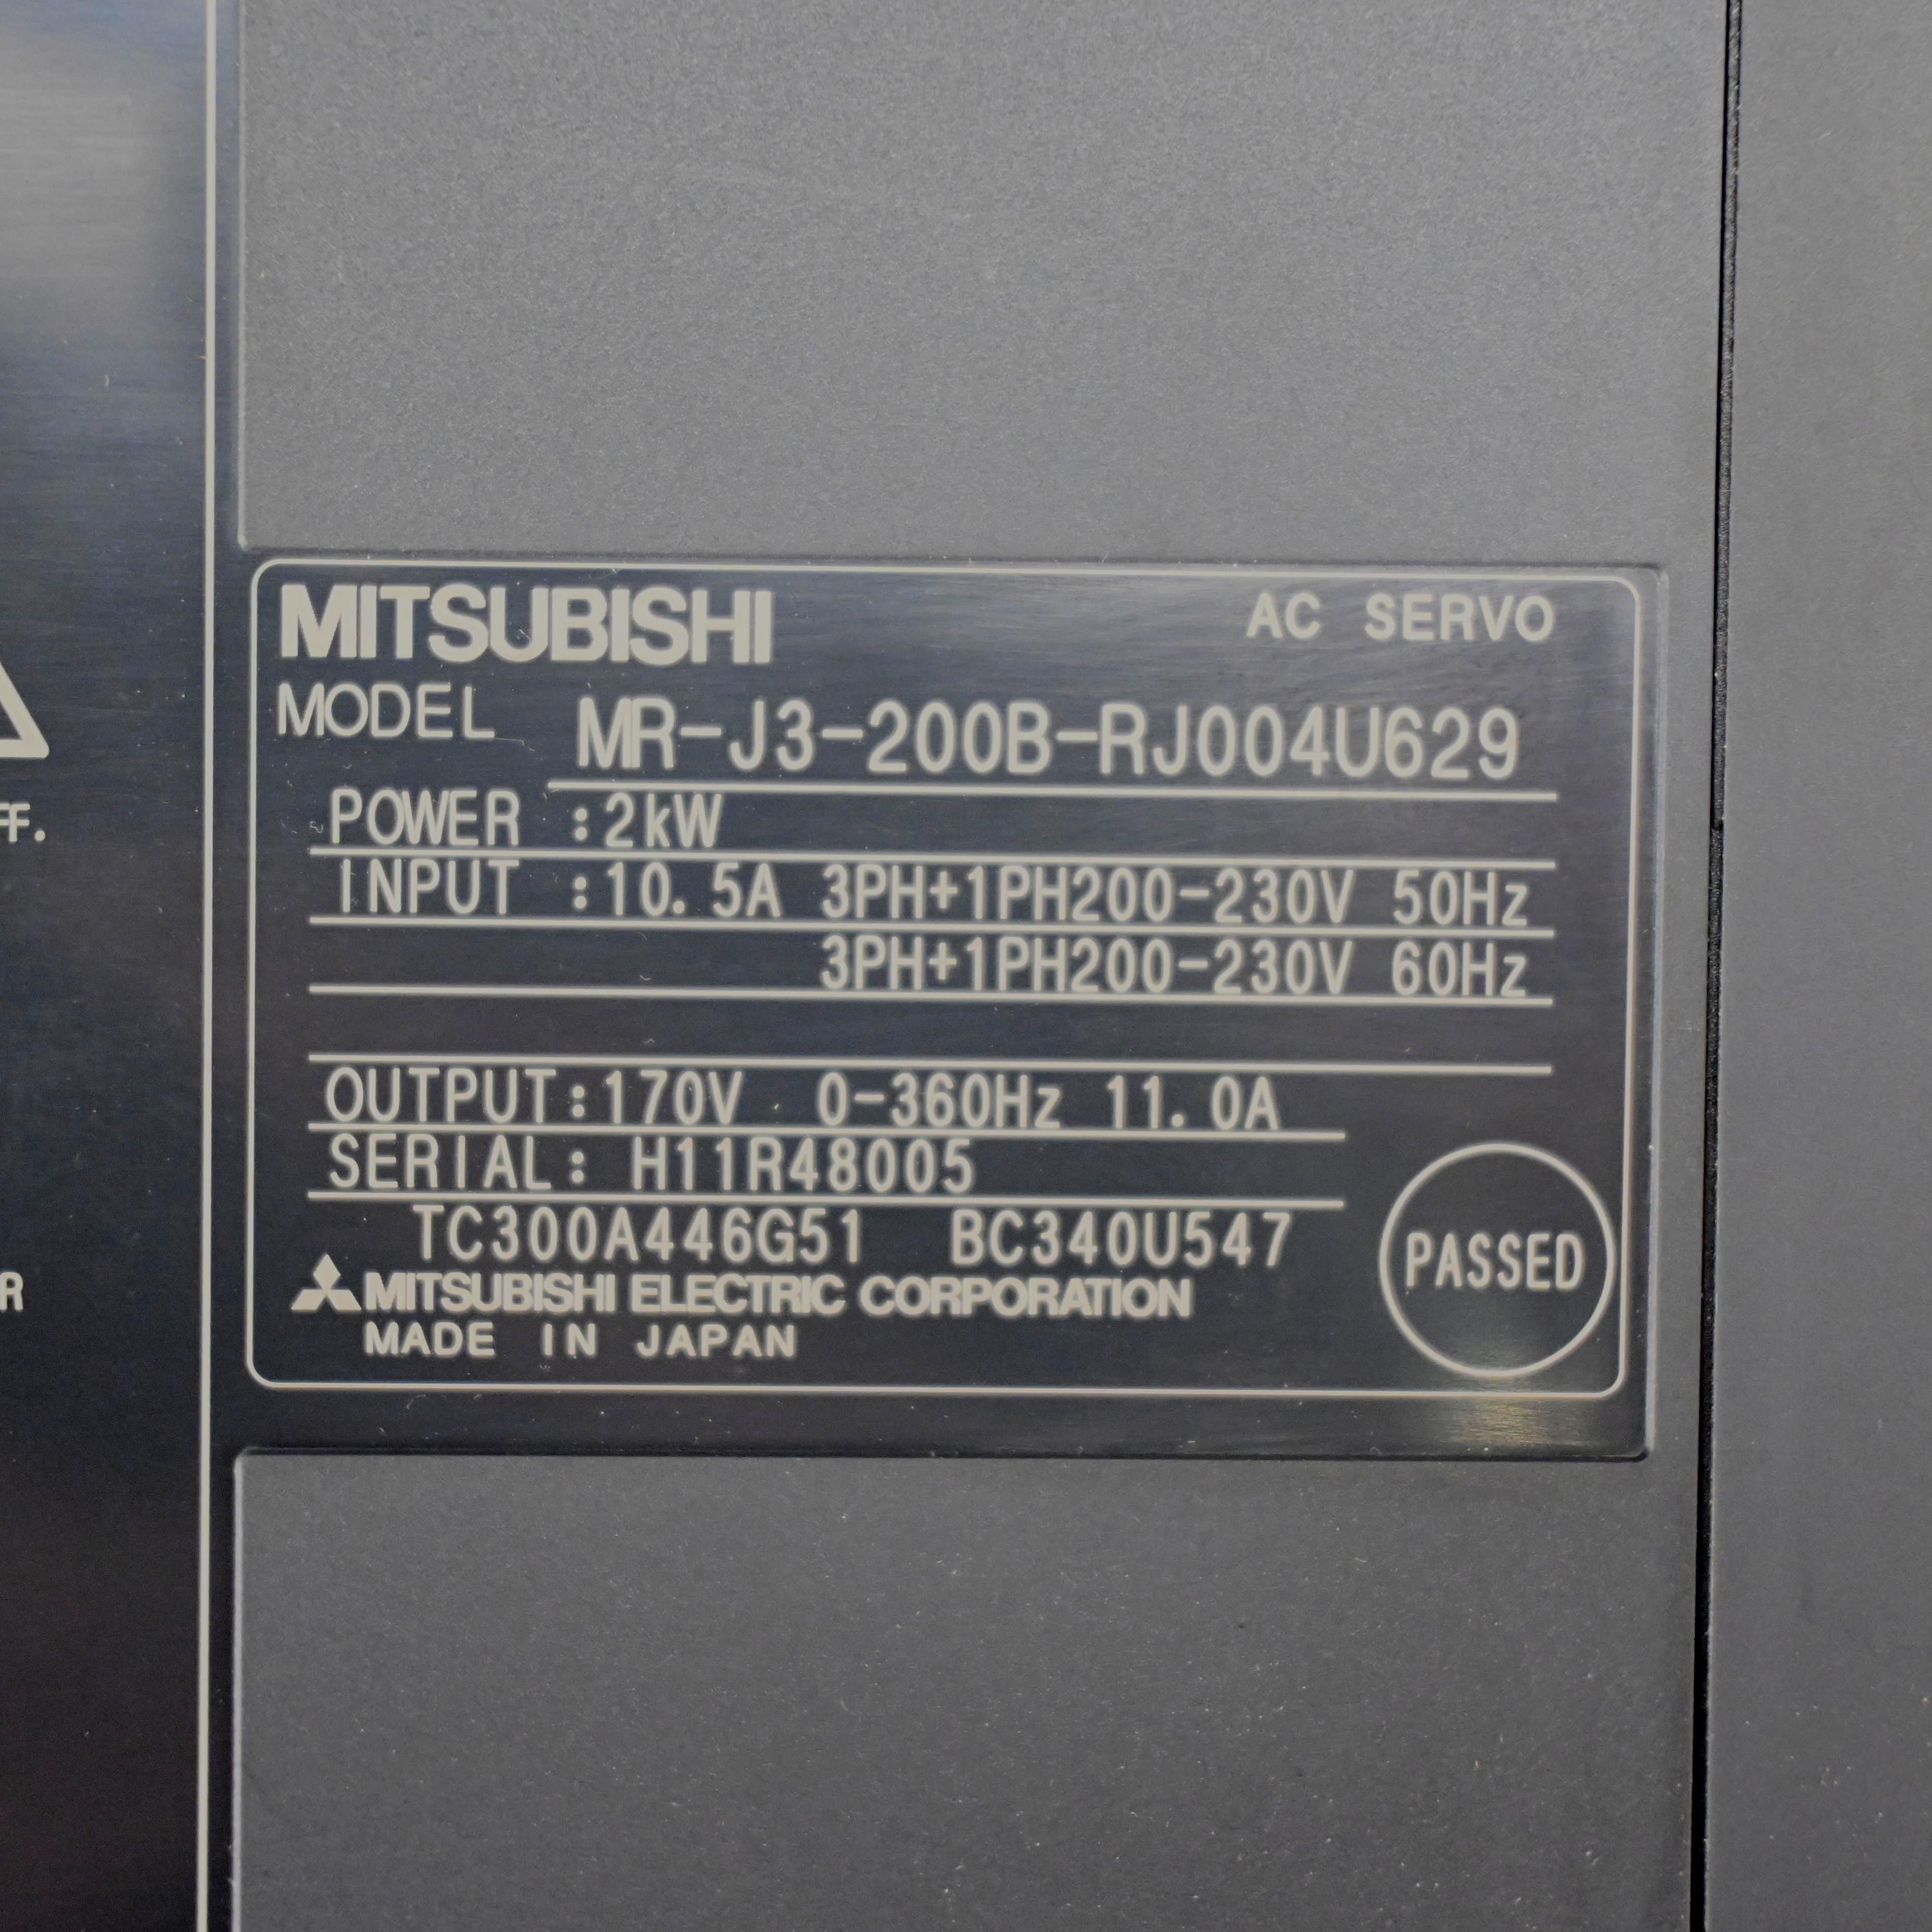 MITSUBISHI AC SERVO
MODEL MR-J3-200B-RJ004U629
POWER :2kW
INPUT :10.5A 3PH+1PH200-230V 50Hz
3PH+1PH200-230V 60Hz
OUTPUT:170V 0-360Hz 11.0A
SERIAL: H11R48005
TC300A446G51 BC340U547
PASSED
MITSUBISHI ELECTRIC CORPORATION
MADE IN JAPAN